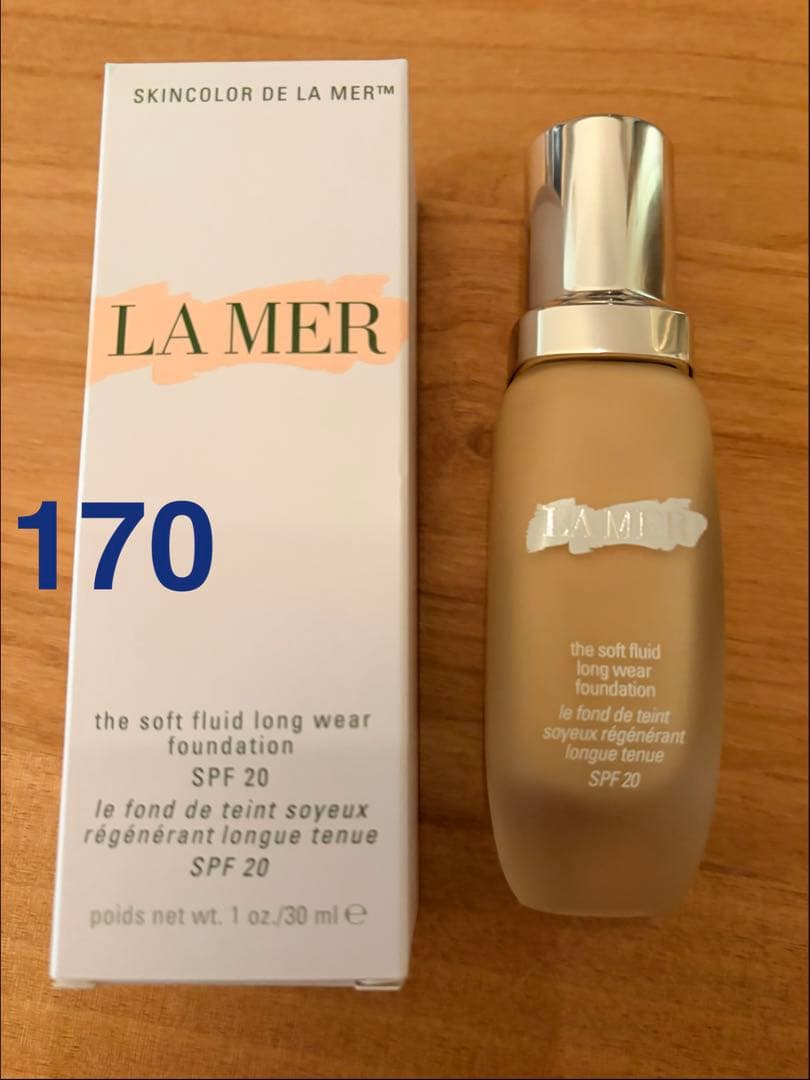 SKINCOLOR DE LA MER™
LA MER
170
the soft fluid long wear
foundation
SPF 20
le fond de teint soyeux
régénérant longue tenue
SPF 20
poids net wt. 1 oz./30 ml ℮
LA MER
the soft fluid
long wear
foundation
le fond de teint
soyeux régénérant
longue tenue
SPF 20